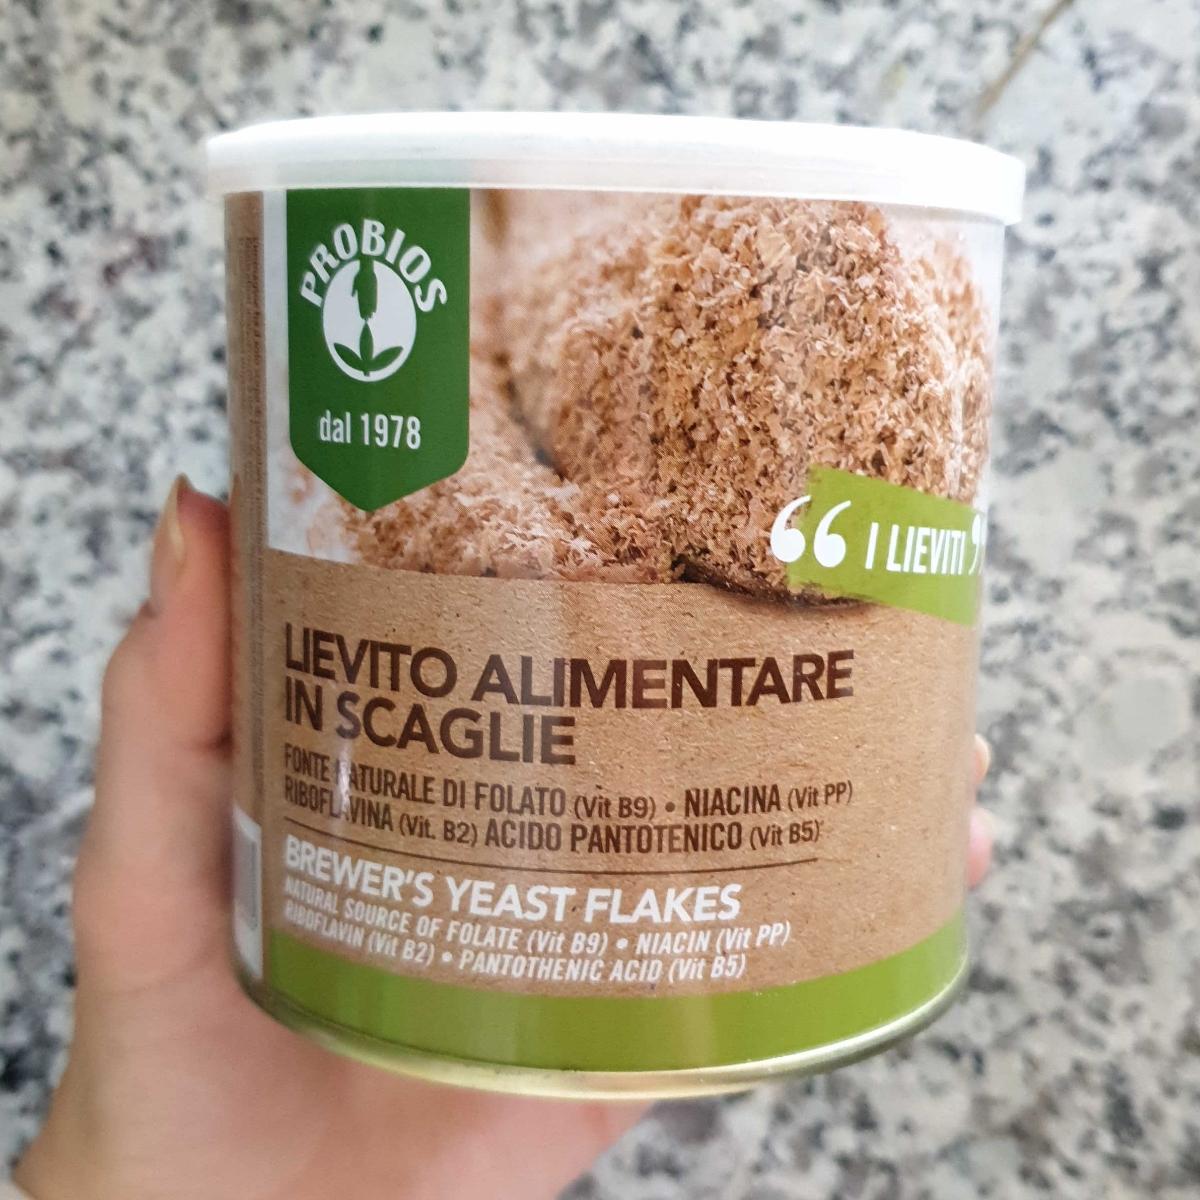 PROBIOS
dal 1978
“ I LIEVITI ”
LIEVITO ALIMENTARE
IN SCAGLIE
FONTE NATURALE DI FOLATO (Vit B9) • NIACINA (Vit PP)
RIBOFLAVINA (Vit. B2) ACIDO PANTOTENICO (Vit B5)
BREWER'S YEAST FLAKES
NATURAL SOURCE OF FOLATE (Vit B9) • NIACIN (Vit PP)
RIBOFLAVIN (Vit B2) • PANTOTHENIC ACID (Vit B5)